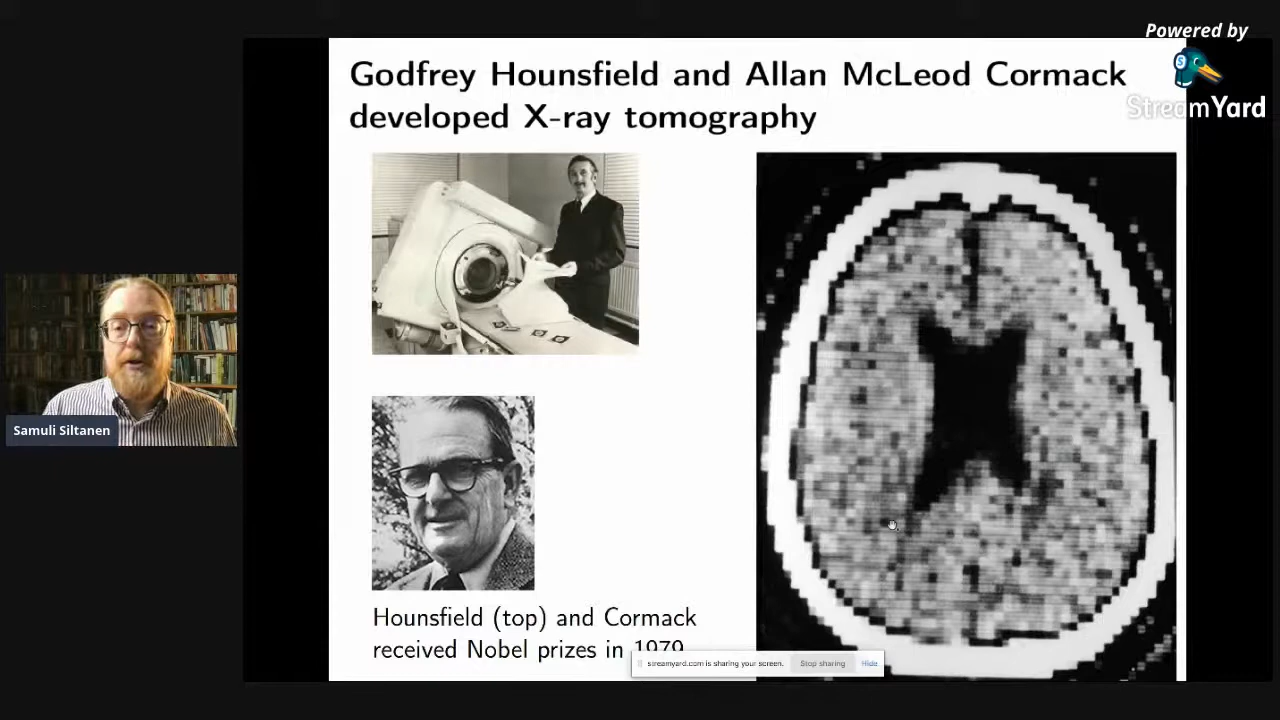 Powered by
StreamYard
Godfrey Hounsfield and Allan McLeod Cormack
developed X-ray tomography
Samuli Siltanen
Hounsfield (top) and Cormack
received Nobel prizes in 1979
streamyard.com is sharing your screen.
Stop sharing
Hide